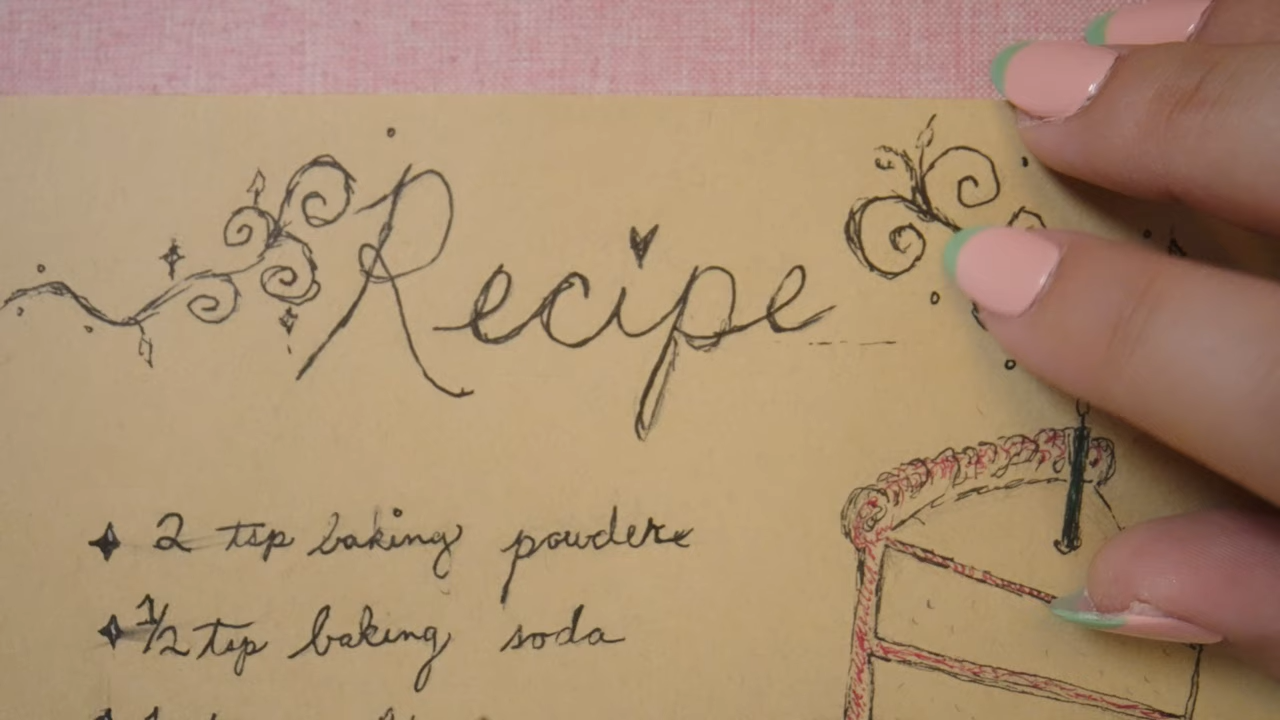 Recipe
2 tsp baking powder
1/2 tsp baking soda